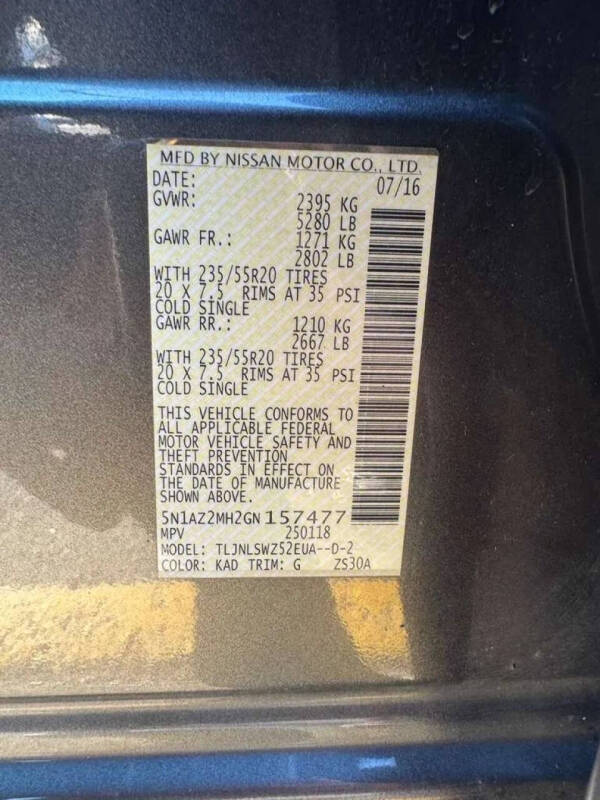 MFD BY NISSAN MOTOR CO., LTD.
DATE: 07/16
GVWR: 2395 KG
5280 LB
GAWR FR.: 1271 KG
2802 LB
WITH 235/55R20 TIRES
20 X 7.5 RIMS AT 35 PSI
COLD SINGLE
GAWR RR.: 1210 KG
2667 LB
WITH 235/55R20 TIRES
20 X 7.5 RIMS AT 35 PSI
COLD SINGLE
THIS VEHICLE CONFORMS TO
ALL APPLICABLE FEDERAL
MOTOR VEHICLE SAFETY AND
THEFT PREVENTION
STANDARDS IN EFFECT ON
THE DATE OF MANUFACTURE
SHOWN ABOVE.
5N1AZ2MH2GN157477
MPV 250118
MODEL: TLJNLSWZ52EUA--D-2
COLOR: KAD TRIM: G ZS30A